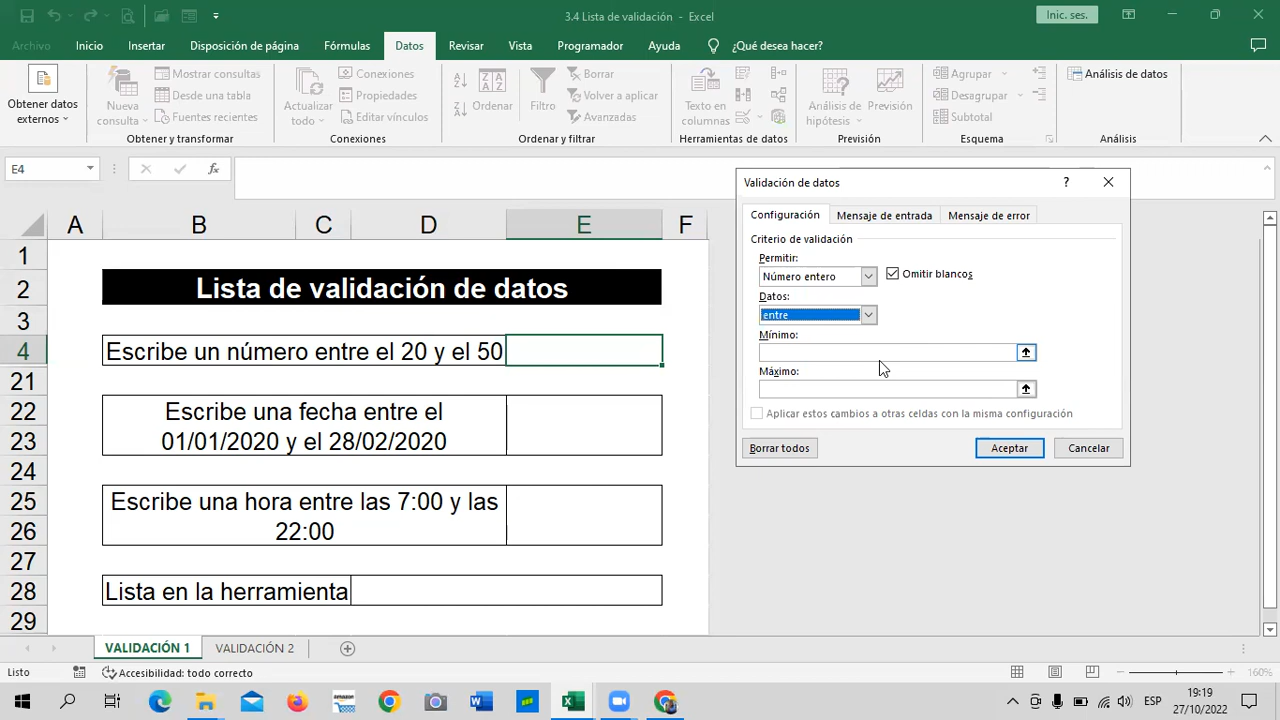 3.4 Lista de validación - Excel
Inic. ses.
Archivo Inicio Insertar Disposición de página Fórmulas Datos Revisar Vista Programador Ayuda ¿Qué desea hacer?
Obtener datos externos
Nueva consulta
Mostrar consultas
Desde una tabla
Fuentes recientes
Obtener y transformar
Actualizar todo
Conexiones
Propiedades
Editar vínculos
Conexiones
Ordenar
Filtro
Borrar
Volver a aplicar
Avanzadas
Ordenar y filtrar
Texto en columnas
Herramientas de datos
Análisis de hipótesis
Previsión
Previsión
Agrupar
Desagrupar
Subtotal
Esquema
Análisis de datos
Análisis
E4
fx
A B C D E F
1
2 Lista de validación de datos
3
4 Escribe un número entre el 20 y el 50
21
22 Escribe una fecha entre el
23 01/01/2020 y el 28/02/2020
24
25 Escribe una hora entre las 7:00 y las
26 22:00
27
28 Lista en la herramienta
29
Validación de datos
?
Configuración Mensaje de entrada Mensaje de error
Criterio de validación
Permitir:
Número entero
Omitir blancos
Datos:
entre
Mínimo:
Máximo:
Aplicar estos cambios a otras celdas con la misma configuración
Borrar todos Aceptar Cancelar
VALIDACIÓN 1 VALIDACIÓN 2
Listo
Accesibilidad: todo correcto
160%
ESP
19:19
27/10/2022